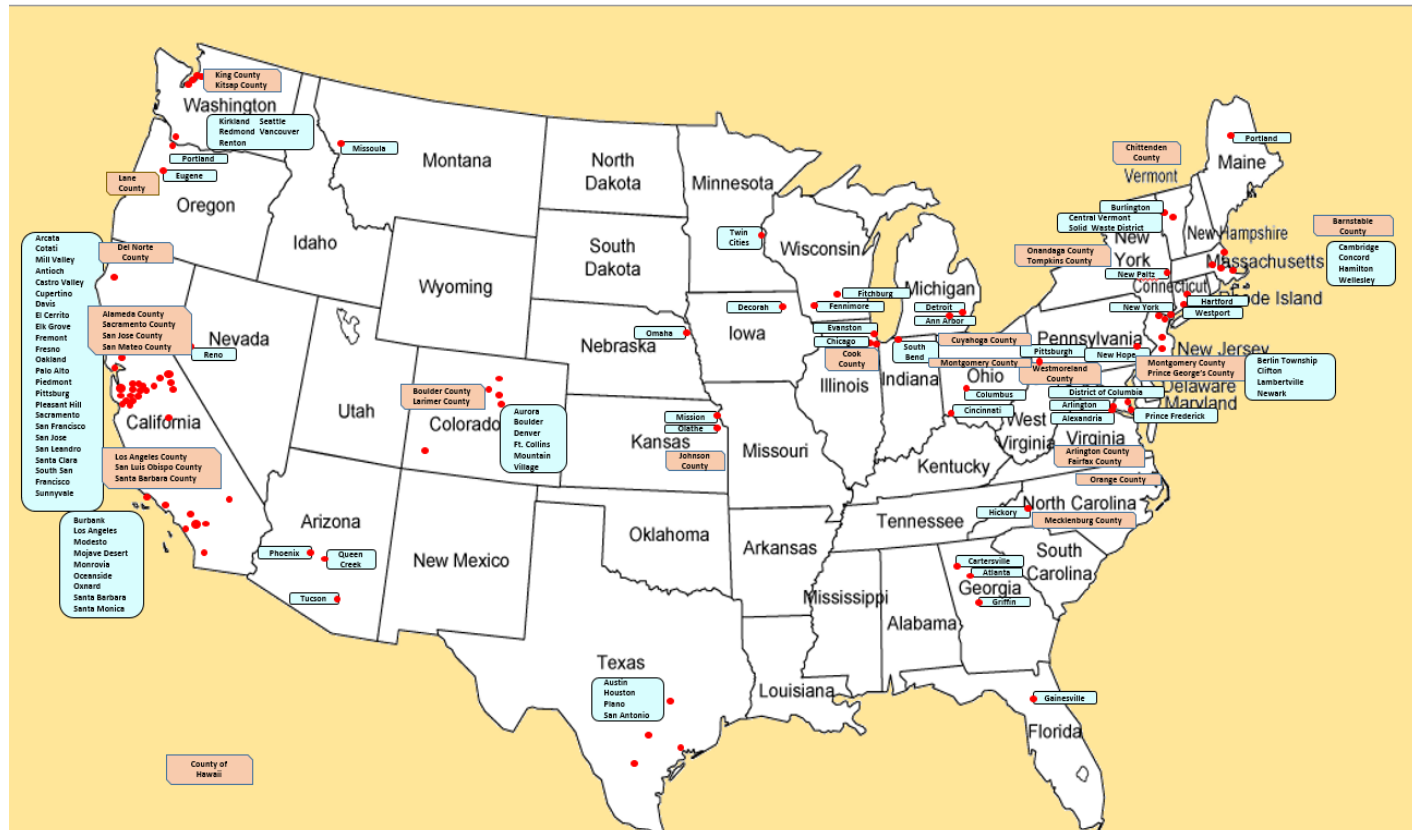 King County
Kitsap County
Washington
Kirkland Seattle
Redmond Vancouver
Renton
Portland
Eugene
Lane
County
Oregon
Missoula
Montana
Idaho
North
Dakota
South
Dakota
Minnesota
Twin
Cities
Wisconsin
Fitchburg
Fennimore
Michigan
Detroit
Ann Arbor
Chittenden
County
Vermont
Portland
Maine
Burlington
Central Vermont
Solid Waste District
New
York
New Hampshire
Barnstable
County
Cambridge
Concord
Hamilton
Wellesley
Onandaga County
Tompkins County
New Paltz
Massachusetts
Connecticut
Hartford
Westport
Rhode Island
New York
Arcata
Cotati
Mill Valley
Antioch
Castro Valley
Cupertino
Davis
El Cerrito
Elk Grove
Fremont
Fresno
Oakland
Palo Alto
Piedmont
Pittsburg
Pleasant Hill
Sacramento
San Francisco
San Jose
San Leandro
Santa Clara
South San
Francisco
Sunnyvale
Del Norte
County
Alameda County
Sacramento County
San Jose County
San Mateo County
Nevada
Reno
California
Los Angeles County
San Luis Obispo County
Santa Barbara County
Burbank
Los Angeles
Modesto
Mojave Desert
Monrovia
Oceanside
Oxnard
Santa Barbara
Santa Monica
Wyoming
Utah
Boulder County
Larimer County
Colorado
Aurora
Boulder
Denver
Ft. Collins
Mountain
Village
Nebraska
Omaha
Iowa
Decorah
Evanston
Chicago
Cook
County
Illinois
South
Bend
Indiana
Cuyahoga County
Montgomery County
Ohio
Columbus
Cincinnati
Pennsylvania
Pittsburgh
Westmoreland
County
New Hope
New Jersey
Montgomery County
Prince George's County
Berlin Township
Clifton
Lambertville
Newark
Delaware
Maryland
District of Columbia
Arlington
Alexandria
Prince Frederick
West
Virginia
Virginia
Arlington County
Fairfax County
Kansas
Mission
Olathe
Johnson
County
Missouri
Kentucky
Orange County
North Carolina
Hickory
Mecklenburg County
Tennessee
Arizona
Phoenix
Queen
Creek
Tucson
New Mexico
Oklahoma
Arkansas
South
Carolina
Cartersville
Atlanta
Georgia
Griffin
Mississippi
Alabama
Texas
Austin
Houston
Plano
San Antonio
Louisiana
Gainesville
Florida
County of
Hawaii